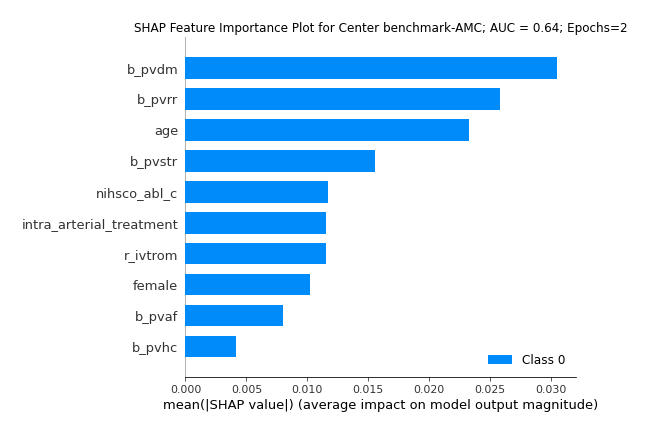 SHAP Feature Importance Plot for Center benchmark-AMC; AUC = 0.64; Epochs=2
b_pvdm
b_pvrr
age
b_pvstr
nihsco_abl_c
intra_arterial_treatment
r_ivtrom
female
b_pvaf
b_pvhc
Class 0
0.000 0.005 0.010 0.015 0.020 0.025 0.030
mean(|SHAP value|) (average impact on model output magnitude)